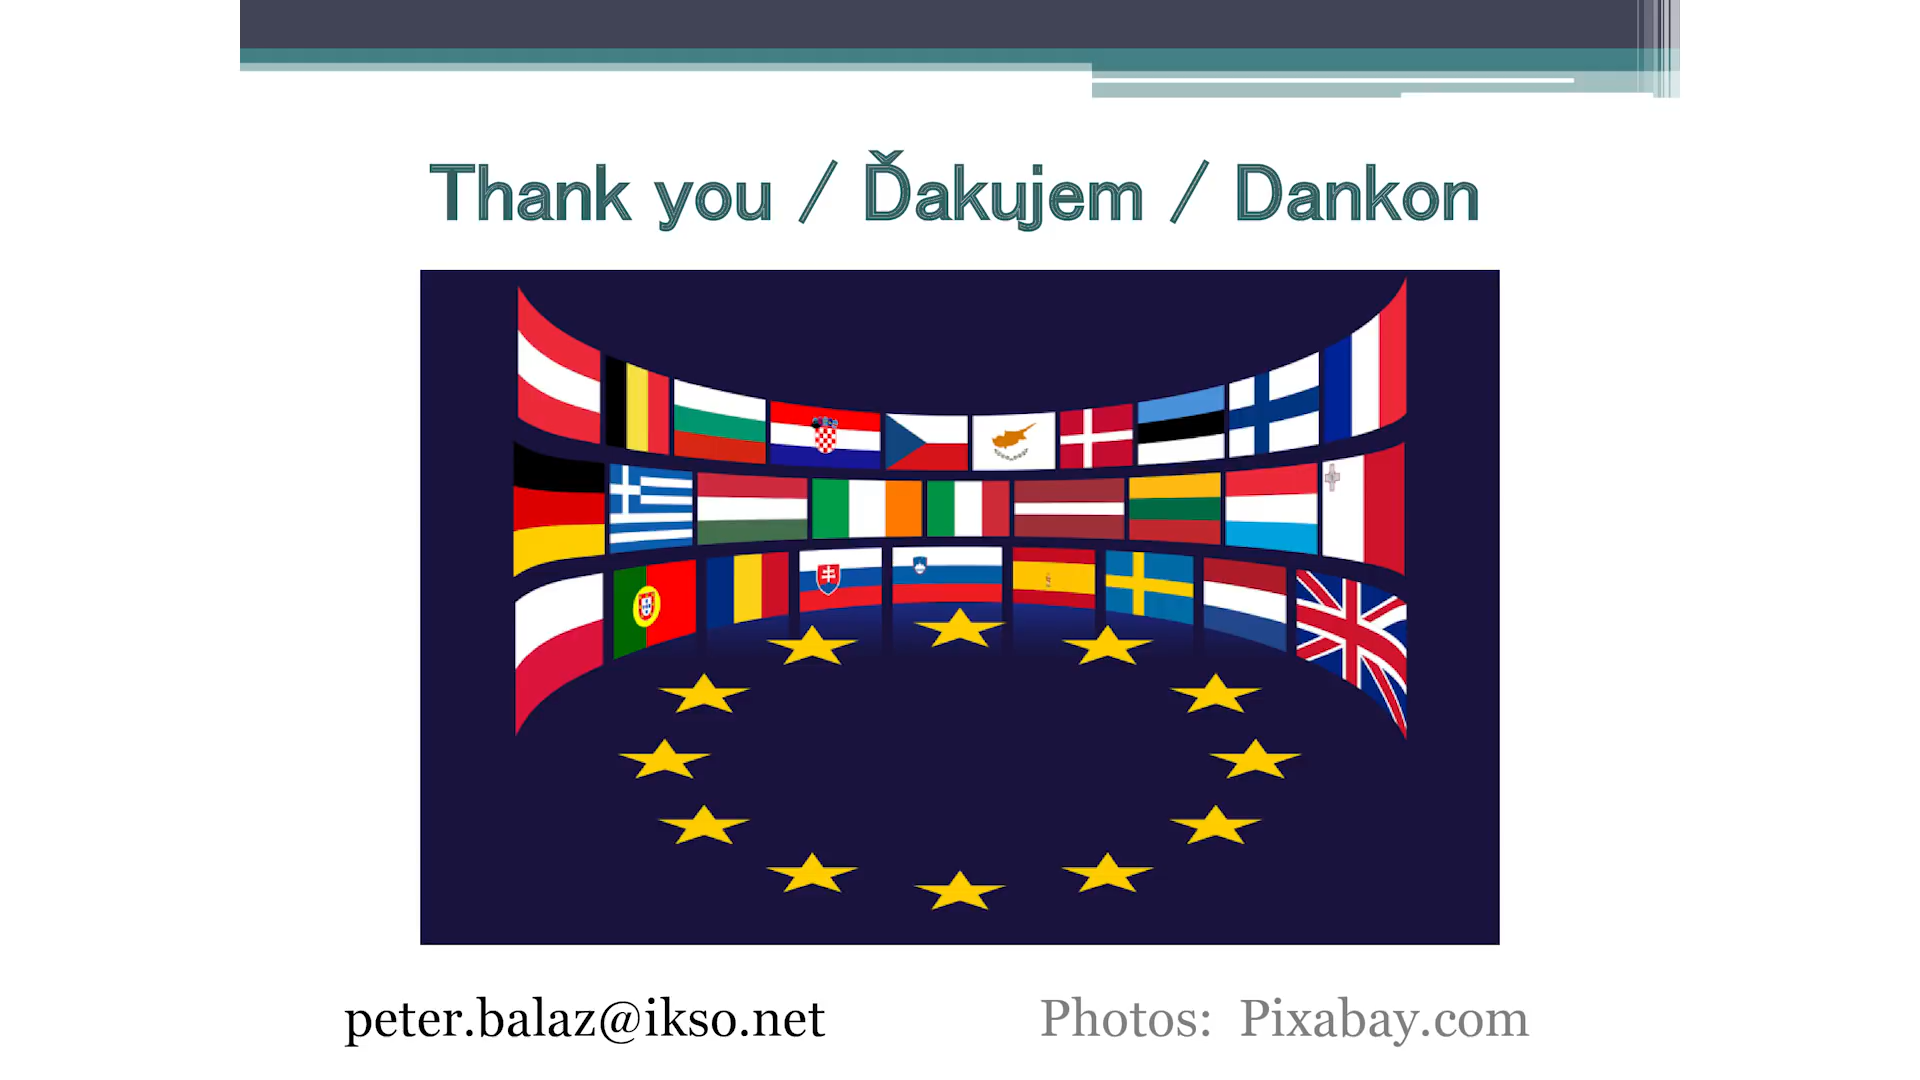 Thank you / Ďakujem / Dankon
peter.balaz@ikso.net
Photos: Pixabay.com